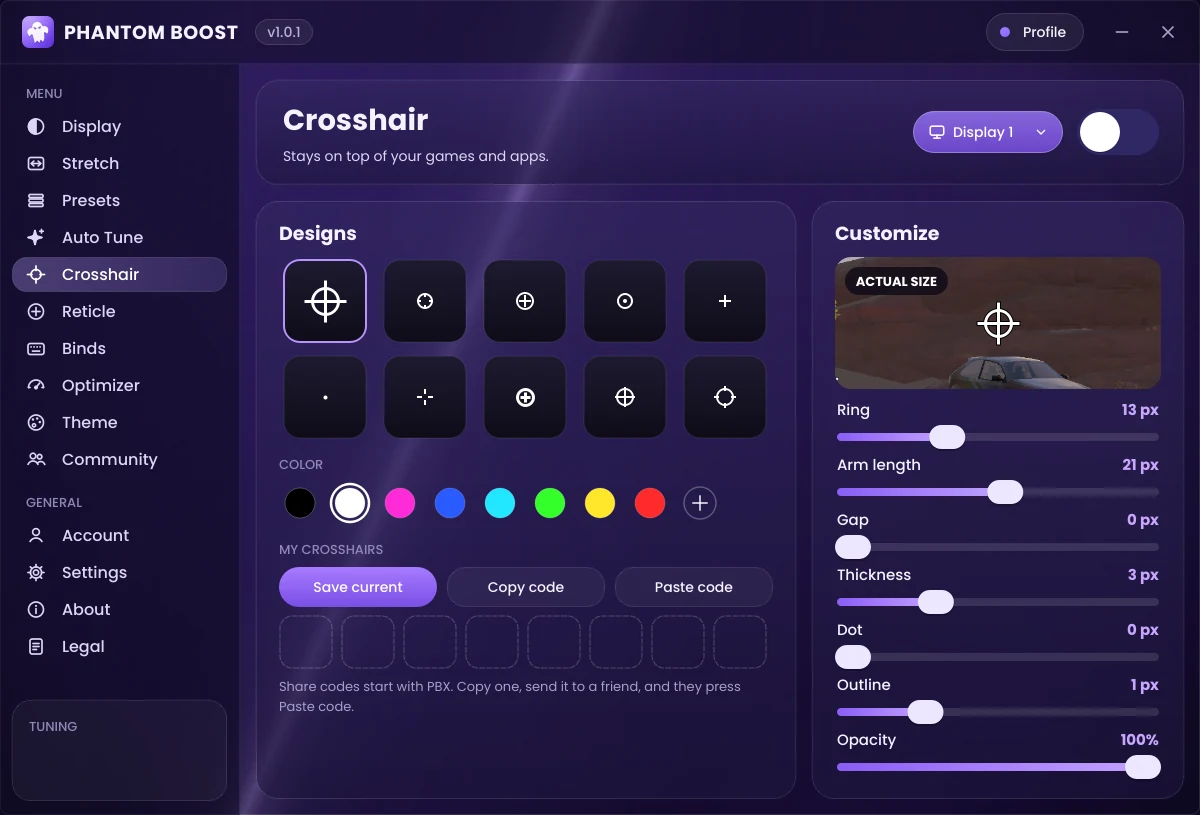 PHANTOM BOOST
v1.0.1
Profile
MENU
Display
Stretch
Presets
Auto Tune
Crosshair
Reticle
Binds
Optimizer
Theme
Community
GENERAL
Account
Settings
About
Legal
TUNING
Crosshair
Stays on top of your games and apps.
Display 1
Designs
COLOR
MY CROSSHAIRS
Save current
Copy code
Paste code
Share codes start with PBX. Copy one, send it to a friend, and they press
Paste code.
Customize
ACTUAL SIZE
Ring 13 px
Arm length 21 px
Gap 0 px
Thickness 3 px
Dot 0 px
Outline 1 px
Opacity 100%